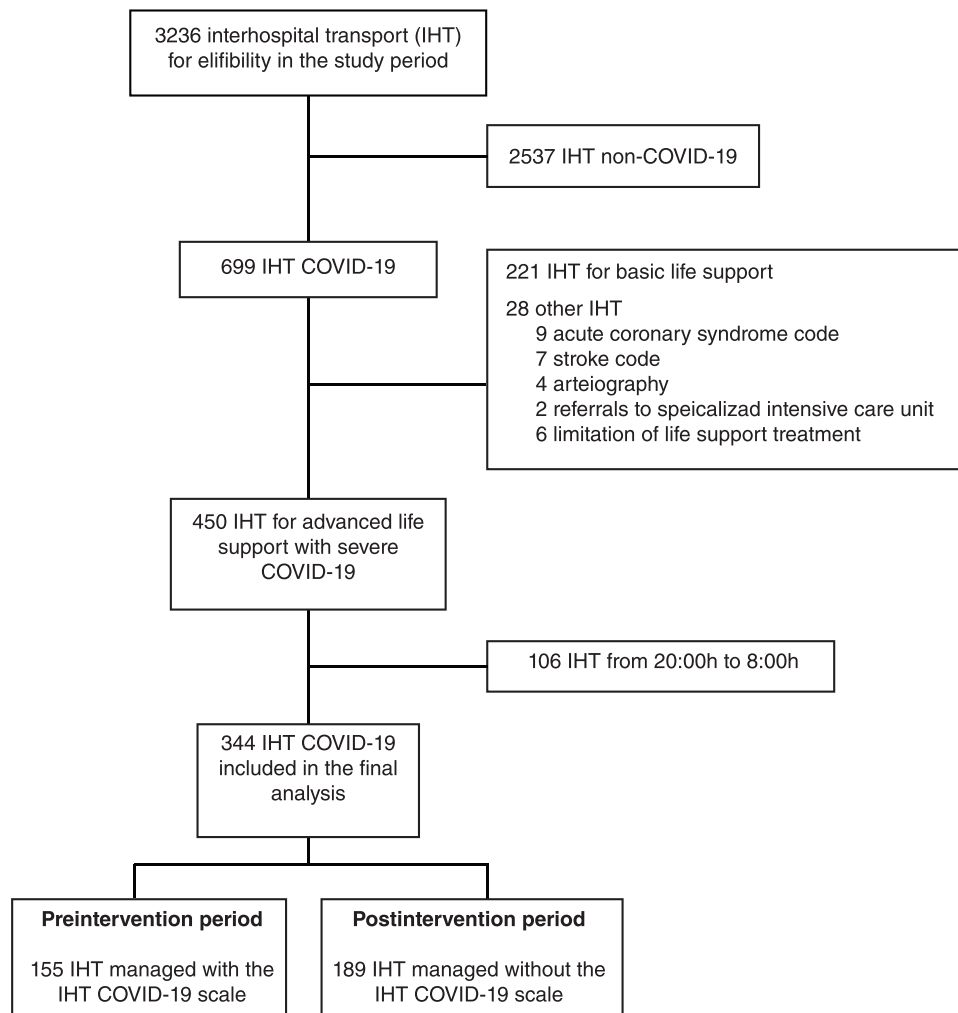 3236 interhospital transport (IHT)
for elifibility in the study period
2537 IHT non-COVID-19
699 IHT COVID-19
221 IHT for basic life support
28 other IHT
9 acute coronary syndrome code
7 stroke code
4 arteiography
2 referrals to speicalizad intensive care unit
6 limitation of life support treatment
450 IHT for advanced life
support with severe
COVID-19
106 IHT from 20:00h to 8:00h
344 IHT COVID-19
included in the final
analysis
Preintervention period
155 IHT managed with the
IHT COVID-19 scale
Postintervention period
189 IHT managed without the
IHT COVID-19 scale